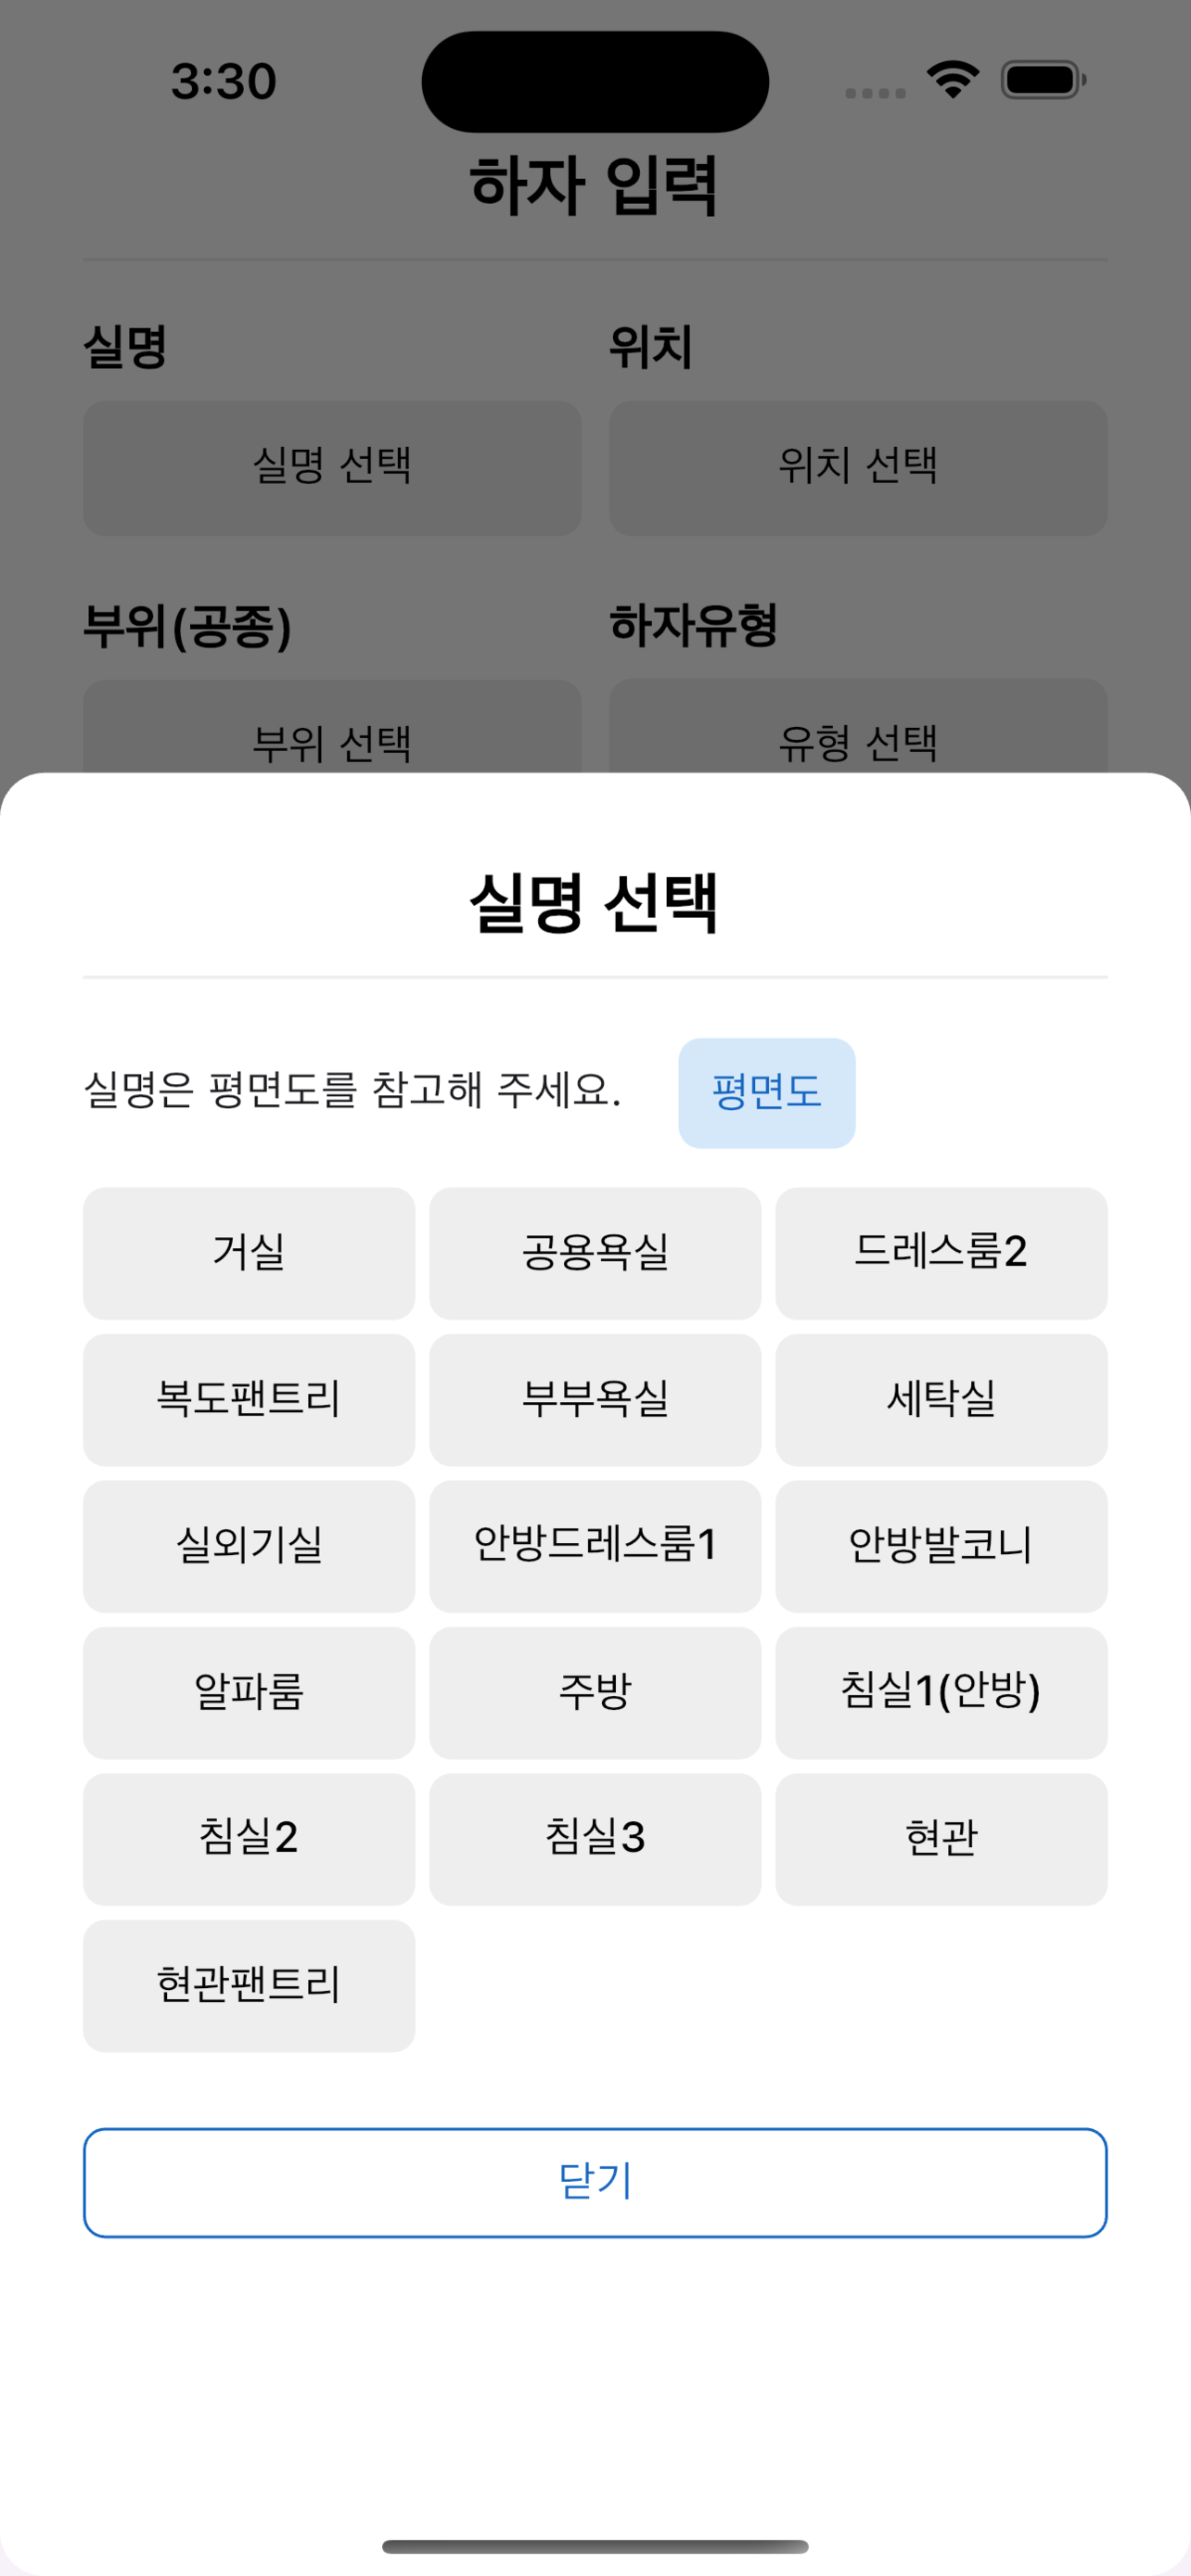 3:30
하자 입력
실명 위치
실명 선택 위치 선택
부위(공종) 하자유형
부위 선택 유형 선택
실명 선택
실명은 평면도를 참고해 주세요. 평면도
거실 공용욕실 드레스룸2
복도팬트리 부부욕실 세탁실
실외기실 안방드레스룸1 안방발코니
알파룸 주방 침실1(안방)
침실2 침실3 현관
현관팬트리
닫기